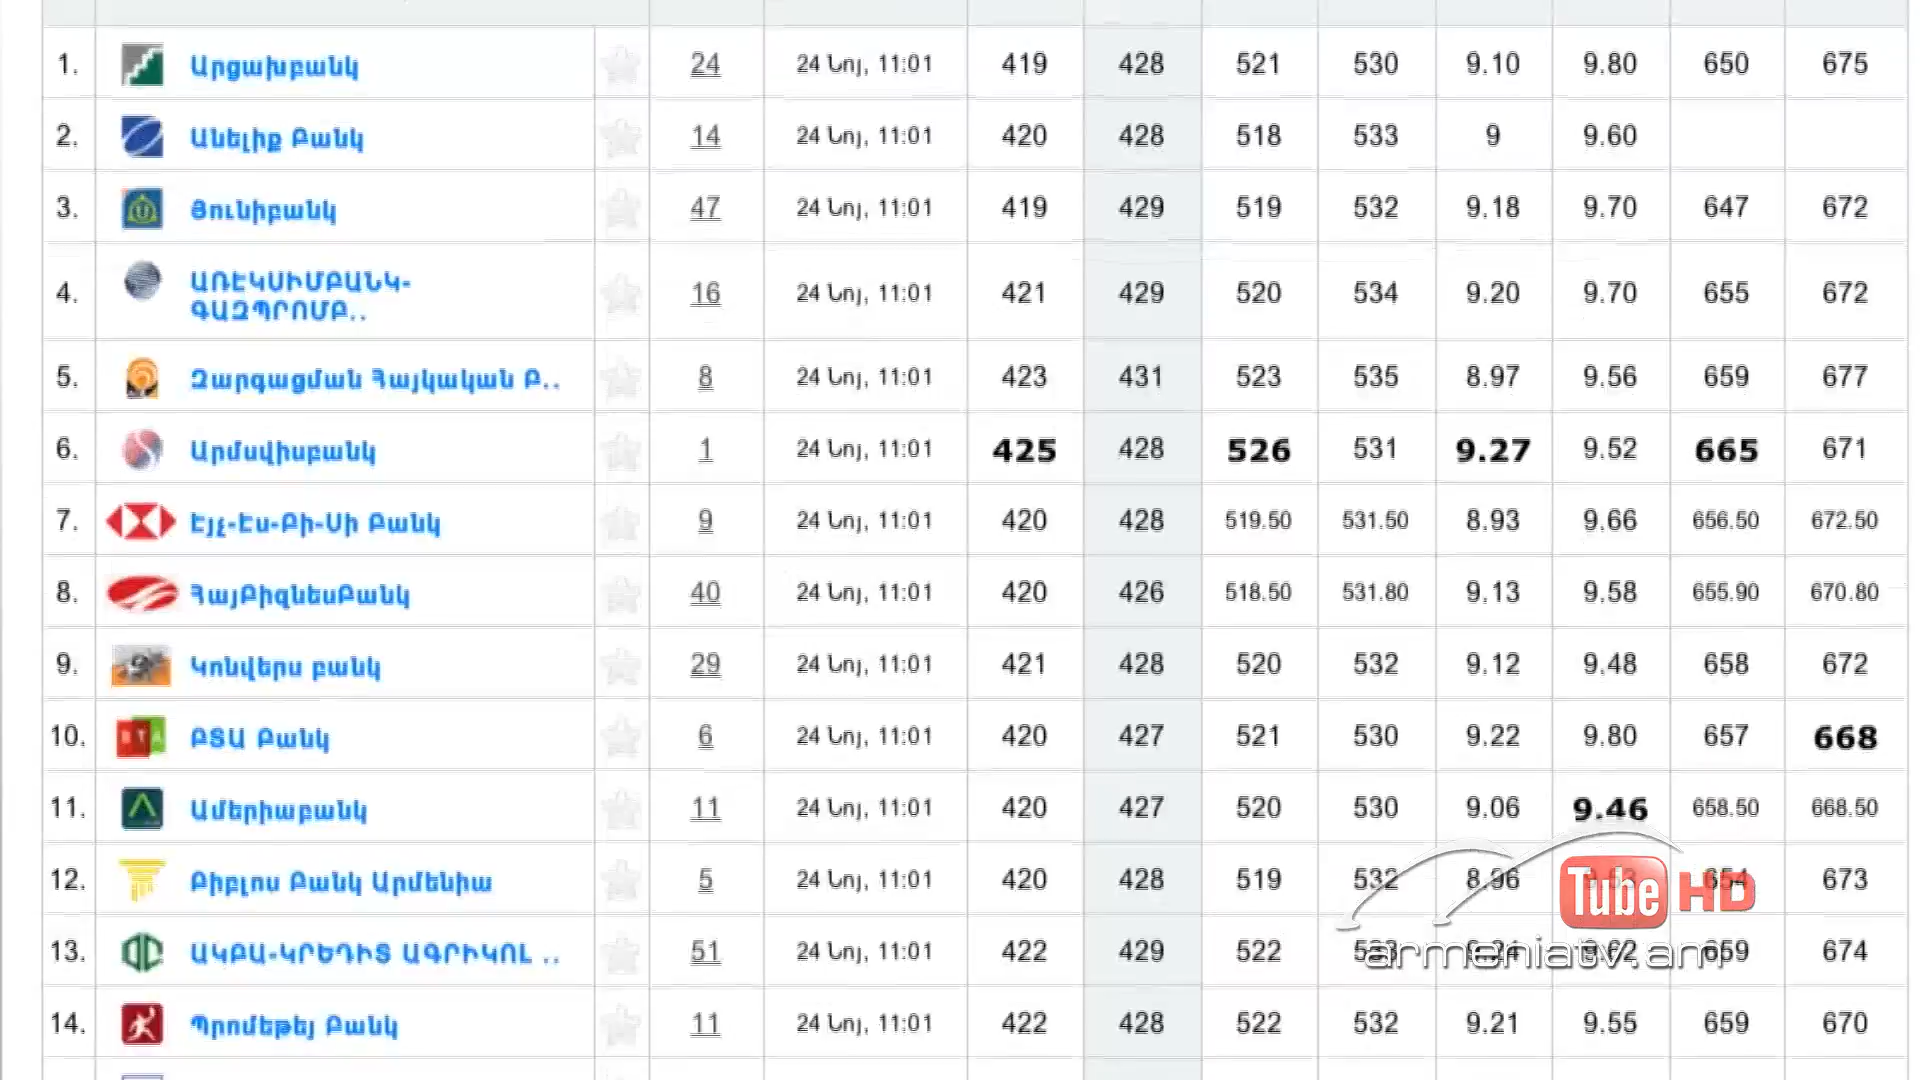 1. Արցախբանկ 24 24 Նոյ, 11:01 419 428 521 530 9.10 9.80 650 675
2. Անելիք Բանկ 14 24 Նոյ, 11:01 420 428 518 533 9 9.60
3. Յունիբանկ 47 24 Նոյ, 11:01 419 429 519 532 9.18 9.70 647 672
4. ԱՌԷԿՍԻՄԲԱՆԿ-
ԳԱԶՊՐՈՄԲ.. 16 24 Նոյ, 11:01 421 429 520 534 9.20 9.70 655 672
5. Զարգացման Հայկական Բ.. 8 24 Նոյ, 11:01 423 431 523 535 8.97 9.56 659 677
6. Արմսվիսբանկ 1 24 Նոյ, 11:01 425 428 526 531 9.27 9.52 665 671
7. Էյչ-Էս-Բի-Սի Բանկ 9 24 Նոյ, 11:01 420 428 519.50 531.50 8.93 9.66 656.50 672.50
8. ՀայԲիզնեսԲանկ 40 24 Նոյ, 11:01 420 426 518.50 531.80 9.13 9.58 655.90 670.80
9. Կոնվերս բանկ 29 24 Նոյ, 11:01 421 428 520 532 9.12 9.48 658 672
10. BTA ԲՏԱ Բանկ 6 24 Նոյ, 11:01 420 427 521 530 9.22 9.80 657 668
11. Ամերիաբանկ 11 24 Նոյ, 11:01 420 427 520 530 9.06 9.46 658.50 668.50
12. Բիբլոս Բանկ Արմենիա 5 24 Նոյ, 11:01 420 428 519 532 8.96 654 673
Tube HD
13. ԱԿԲԱ-ԿՐԵԴԻՏ ԱԳՐԻԿՈԼ .. 51 24 Նոյ, 11:01 422 429 522 533 9.24 9.62 659 674
armeniatv.am
14. Պրոմեթեյ Բանկ 11 24 Նոյ, 11:01 422 428 522 532 9.21 9.55 659 670